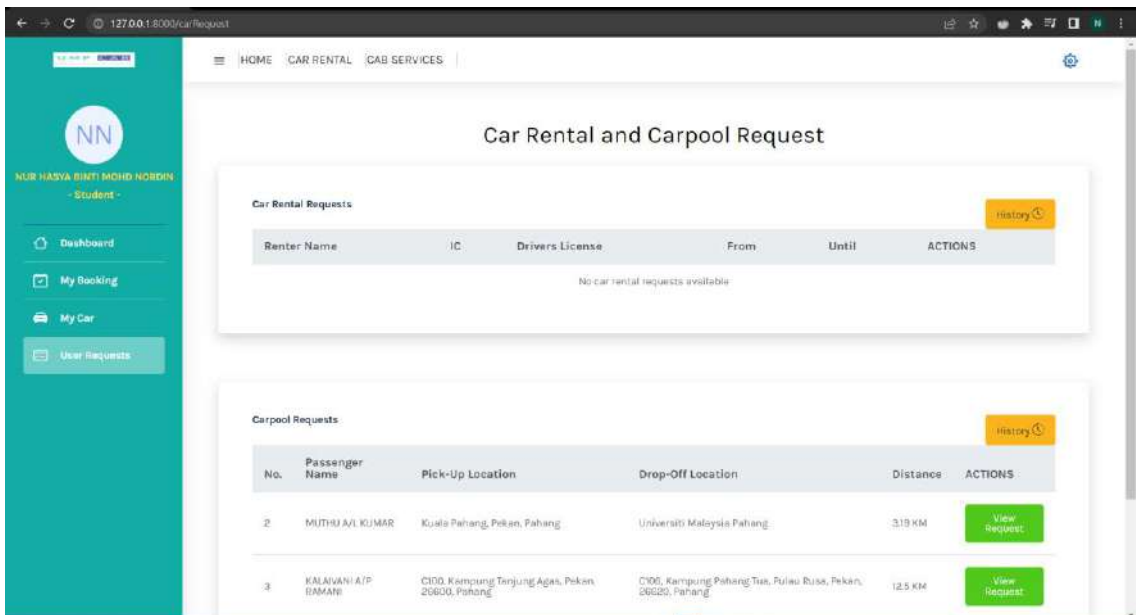 127.0.0.1:8000/carRequest
N
HOME CAR RENTAL CAB SERVICES
NN
NUR HASYA BINTI MOHD NORDIN
- Student -
Dashboard
My Booking
My Car
User Requests
Car Rental and Carpool Request
Car Rental Requests
History
Renter Name IC Drivers License From Until ACTIONS
No car rental requests available
Carpool Requests
History
No. Passenger Name Pick-Up Location Drop-Off Location Distance ACTIONS
2 MUTHU A/L KUMAR Kuala Pahang, Pekan, Pahang Universiti Malaysia Pahang 3.19 KM View Request
3 KALAIVANI A/P RAMANI C100, Kampung Tanjung Agas, Pekan, 26600, Pahang C106, Kampung Pahang Tua, Pulau Rusa, Pekan, 26620, Pahang 12.5 KM View Request